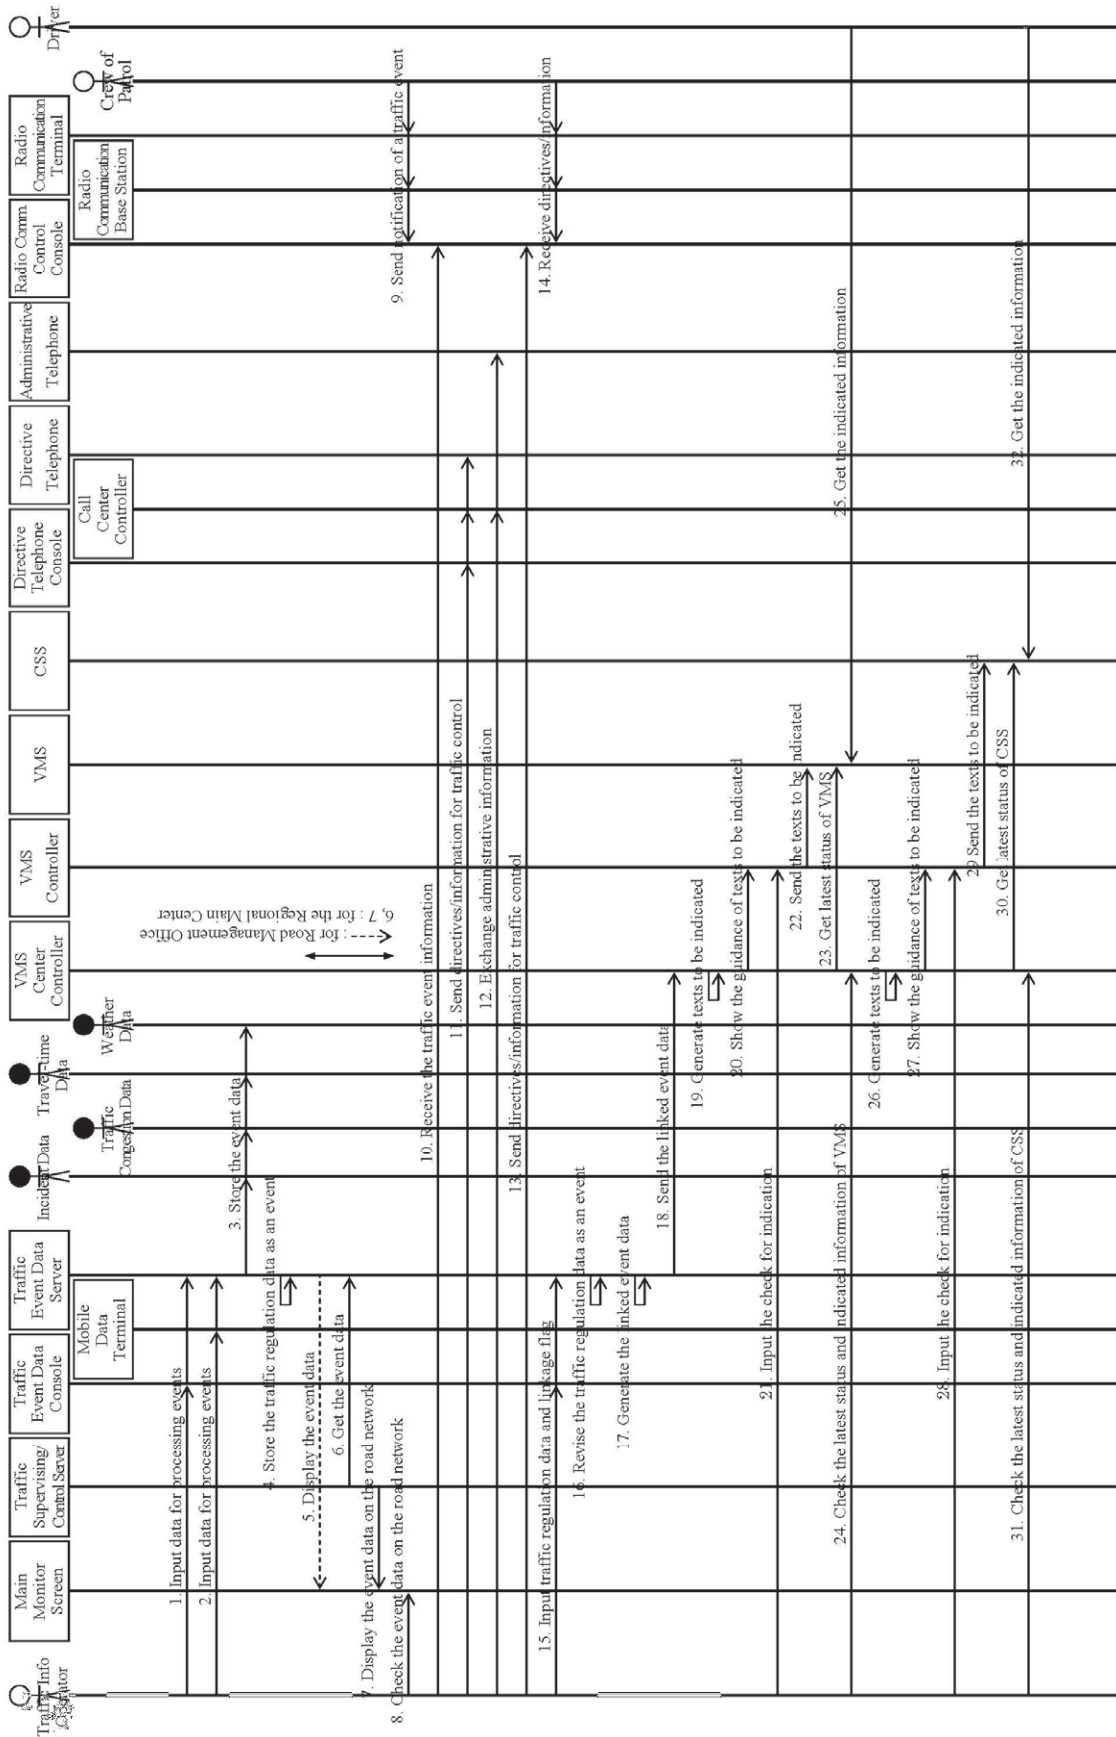 Traffic Info
Operator
Main
Monitor
Screen
Traffic
Supervising/
Control Server
Traffic
Event Data
Console
Mobile
Data
Terminal
Traffic
Event Data
Server
Incident Data
Traffic
Congestion Data
Travel-time
Data
Weather
Data
VMS
Center
Controller
VMS
Controller
VMS
CSS
Directive
Telephone
Console
Call
Center
Controller
Directive
Telephone
Administrative
Telephone
Radio Comm.
Control
Console
Radio
Communication
Base Station
Radio
Communication
Terminal
Crew of
Patrol
Driver
1. Input data for processing events
2. Input data for processing events
3. Store the event data
4. Store the traffic regulation data as an event
5. Display the event data
6. Get the event data
7. Display the event data on the road network
8. Check the event data on the road network
6, 7 : for the Regional Main Center
: for Road Management Office
9. Send notification of a traffic event
10. Receive the traffic event information
11. Send directives/information for traffic control
12. Exchange administrative information
13. Send directives/information for traffic control
14. Receive directives/information
15. Input traffic regulation data and linkage flag
16. Revise the traffic regulation data as an event
17. Generate the linked event data
18. Send the linked event data
19. Generate texts to be indicated
20. Show the guidance of texts to be indicated
21. Input the check for indication
22. Send the texts to be indicated
23. Get latest status of VMS
24. Check the latest status and indicated information of VMS
25. Get the indicated information
26. Generate texts to be indicated
27. Show the guidance of texts to be indicated
28. Input the check for indication
29 Send the texts to be indicated
30. Get latest status of CSS
31. Check the latest status and indicated information of CSS
32. Get the indicated information